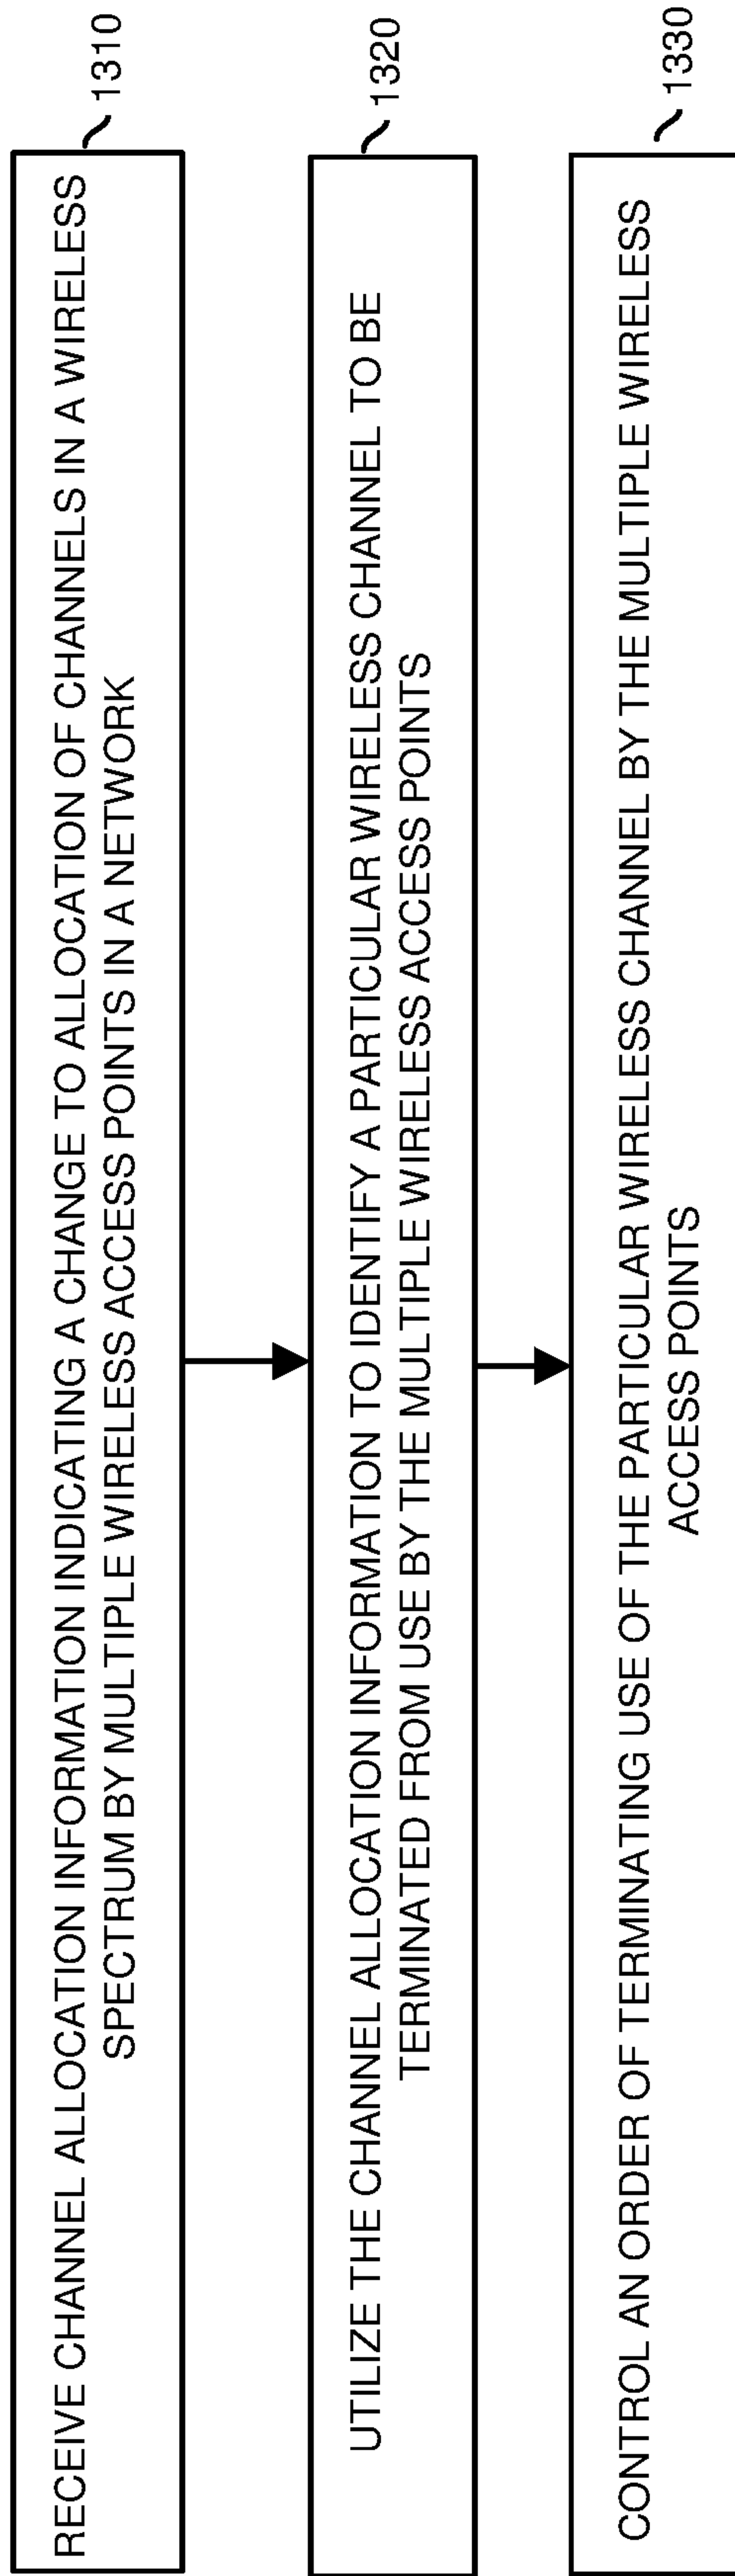 RECEIVE CHANNEL ALLOCATION INFORMATION INDICATING A CHANGE TO ALLOCATION OF CHANNELS IN A WIRELESS
SPECTRUM BY MULTIPLE WIRELESS ACCESS POINTS IN A NETWORK
1310
UTILIZE THE CHANNEL ALLOCATION INFORMATION TO IDENTIFY A PARTICULAR WIRELESS CHANNEL TO BE
TERMINATED FROM USE BY THE MULTIPLE WIRELESS ACCESS POINTS
1320
CONTROL AN ORDER OF TERMINATING USE OF THE PARTICULAR WIRELESS CHANNEL BY THE MULTIPLE WIRELESS
ACCESS POINTS
1330